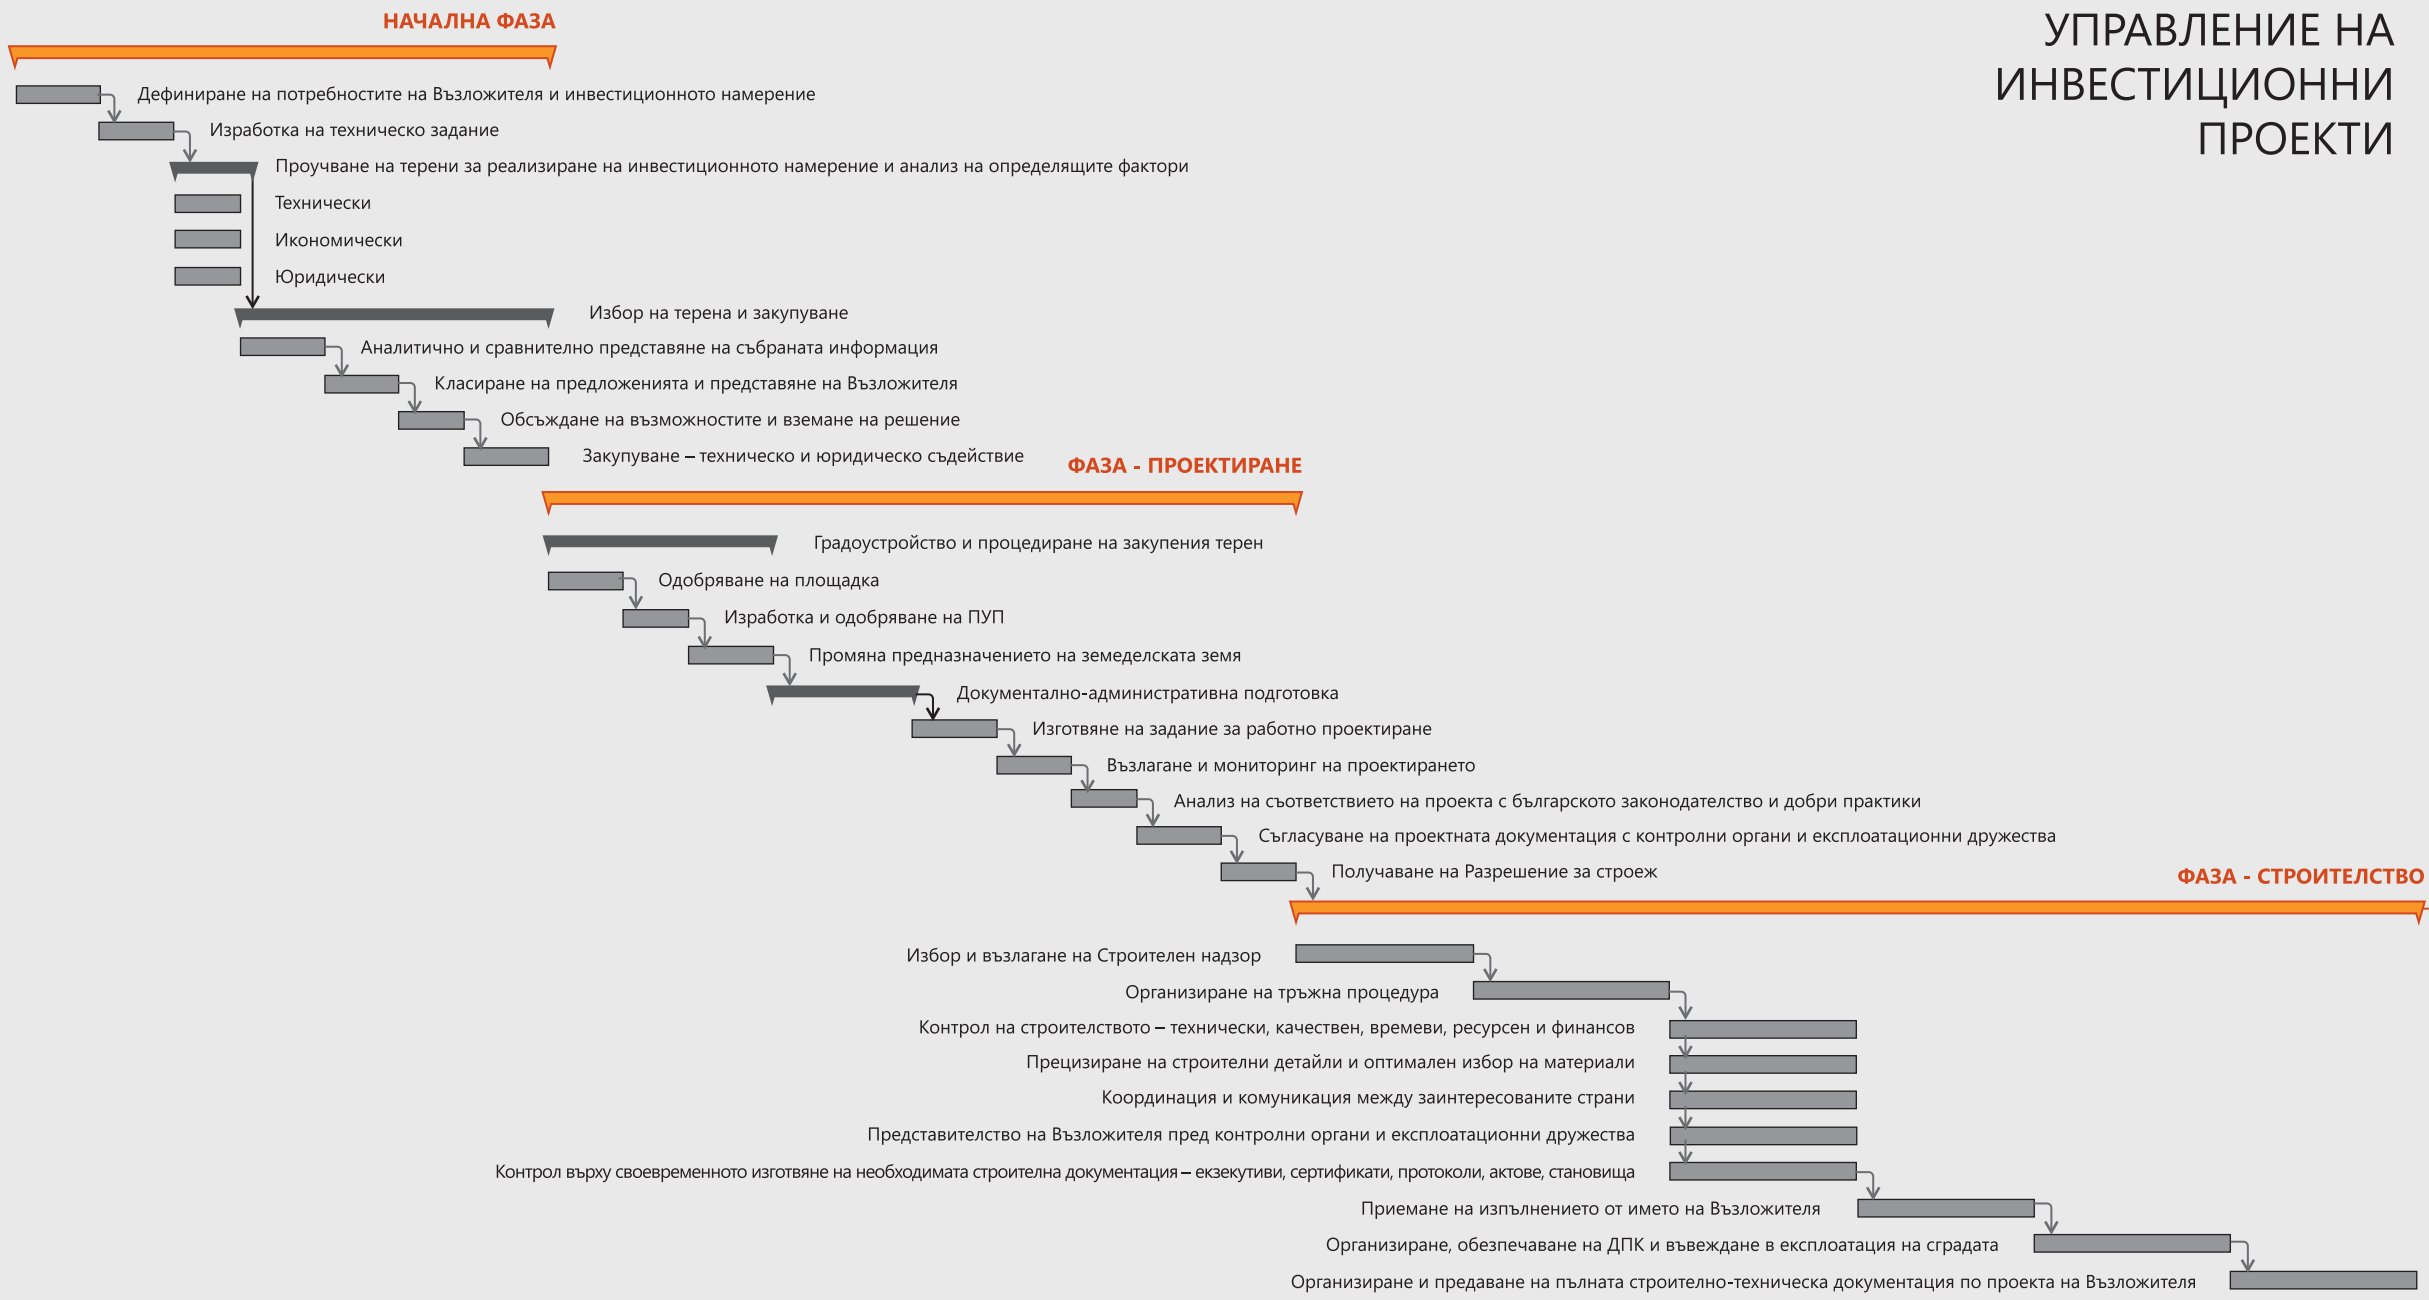 УПРАВЛЕНИЕ НА
ИНВЕСТИЦИОННИ
ПРОЕКТИ
НАЧАЛНА ФАЗА
Дефиниране на потребностите на Възложителя и инвестиционното намерение
Изработка на техническо задание
Проучване на терени за реализиране на инвестиционното намерение и анализ на определящите фактори
Технически
Икономически
Юридически
Избор на терена и закупуване
Аналитично и сравнително представяне на събраната информация
Класиране на предложенията и представяне на Възложителя
Обсъждане на възможностите и вземане на решение
Закупуване – техническо и юридическо съдействие
ФАЗА - ПРОЕКТИРАНЕ
Градоустройство и процедиране на закупения терен
Одобряване на площадка
Изработка и одобряване на ПУП
Промяна предназначението на земеделската земя
Документално-административна подготовка
Изготвяне на задание за работно проектиране
Възлагане и мониторинг на проектирането
Анализ на съответствието на проекта с българското законодателство и добри практики
Съгласуване на проектната документация с контролни органи и експлоатационни дружества
Получаване на Разрешение за строеж
ФАЗА - СТРОИТЕЛСТВО
Избор и възлагане на Строителен надзор
Организиране на тръжна процедура
Контрол на строителството – технически, качествен, времеви, ресурсен и финансов
Прецизиране на строителни детайли и оптимален избор на материали
Координация и комуникация между заинтересованите страни
Представителство на Възложителя пред контролни органи и експлоатационни дружества
Контрол върху своевременното изготвяне на необходимата строителна документация – екзекутиви, сертификати, протоколи, актове, становища
Приемане на изпълнението от името на Възложителя
Организиране, обезпечаване на ДПК и въвеждане в експлоатация на сградата
Организиране и предаване на пълната строително-техническа документация по проекта на Възложителя